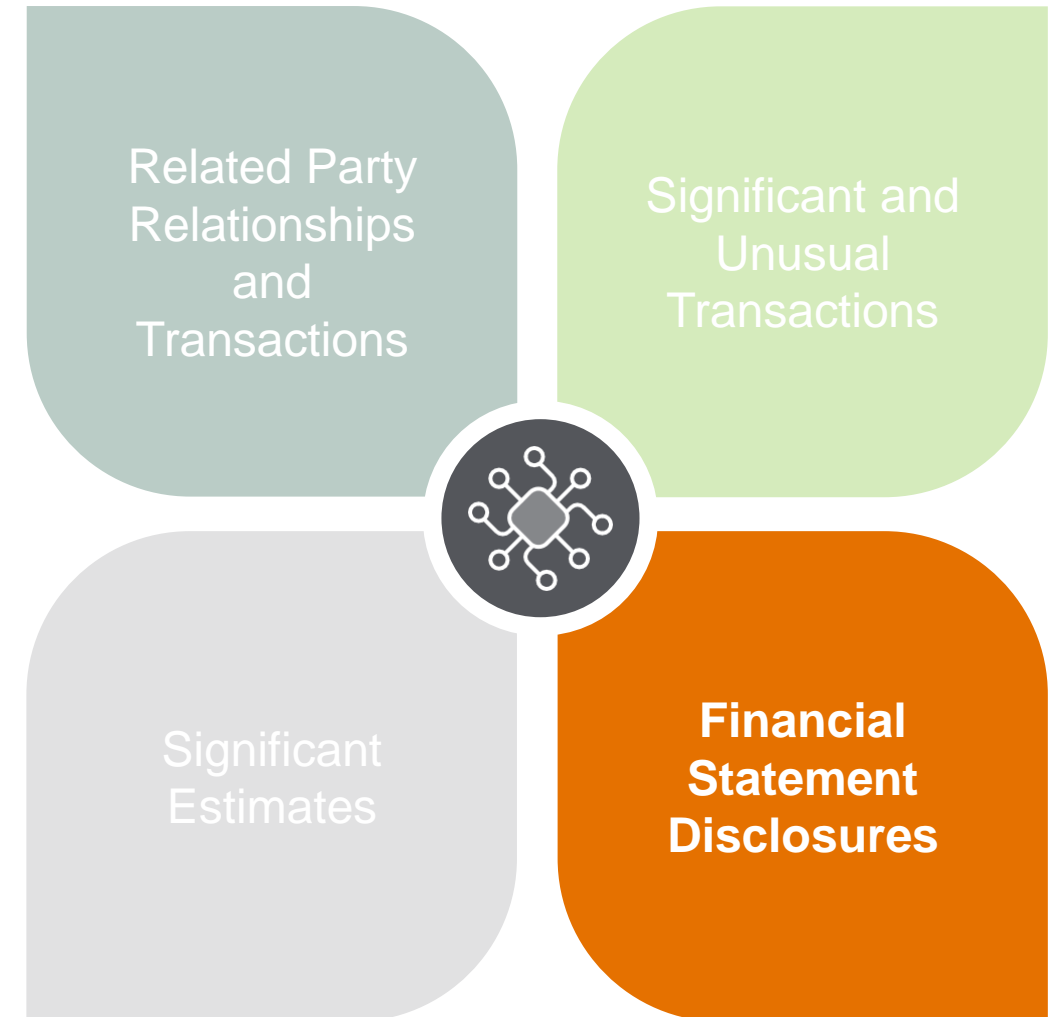 Related Party
Relationships
and
Transactions
Significant and
Unusual
Transactions
Significant
Estimates
Financial
Statement
Disclosures